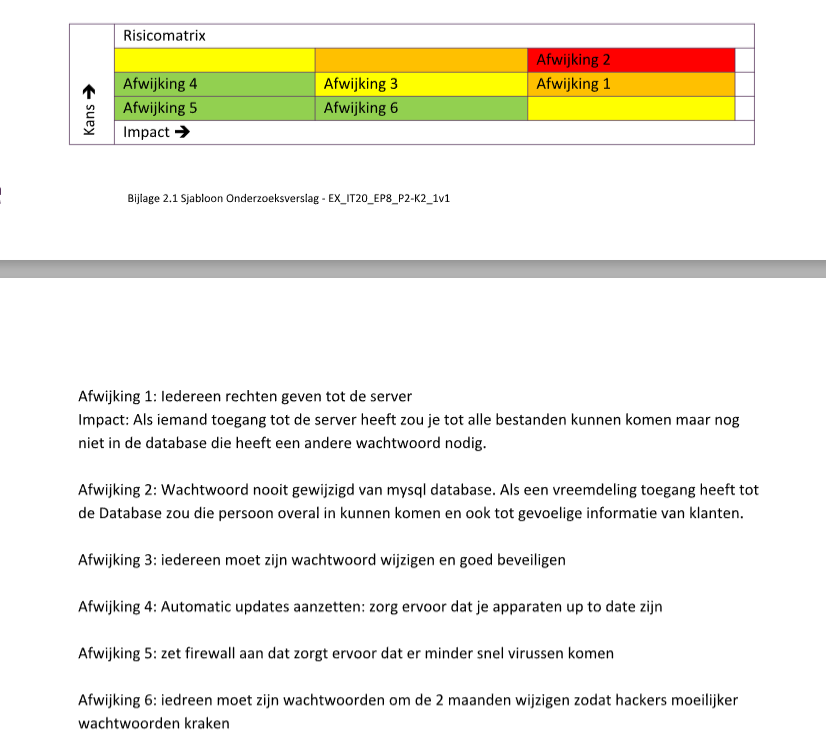 Risicomatrix
Afwijking 2
Afwijking 4 Afwijking 3 Afwijking 1
Afwijking 5 Afwijking 6
Kans ➔
Impact ➔
Bijlage 2.1 Sjabloon Onderzoeksverslag - EX_IT20_EP8_P2-K2_1v1
Afwijking 1: Iedereen rechten geven tot de server
Impact: Als iemand toegang tot de server heeft zou je tot alle bestanden kunnen komen maar nog
niet in de database die heeft een andere wachtwoord nodig.
Afwijking 2: Wachtwoord nooit gewijzigd van mysql database. Als een vreemdeling toegang heeft tot
de Database zou die persoon overal in kunnen komen en ook tot gevoelige informatie van klanten.
Afwijking 3: iedereen moet zijn wachtwoord wijzigen en goed beveiligen
Afwijking 4: Automatic updates aanzetten: zorg ervoor dat je apparaten up to date zijn
Afwijking 5: zet firewall aan dat zorgt ervoor dat er minder snel virussen komen
Afwijking 6: iedreen moet zijn wachtwoorden om de 2 maanden wijzigen zodat hackers moeilijker
wachtwoorden kraken